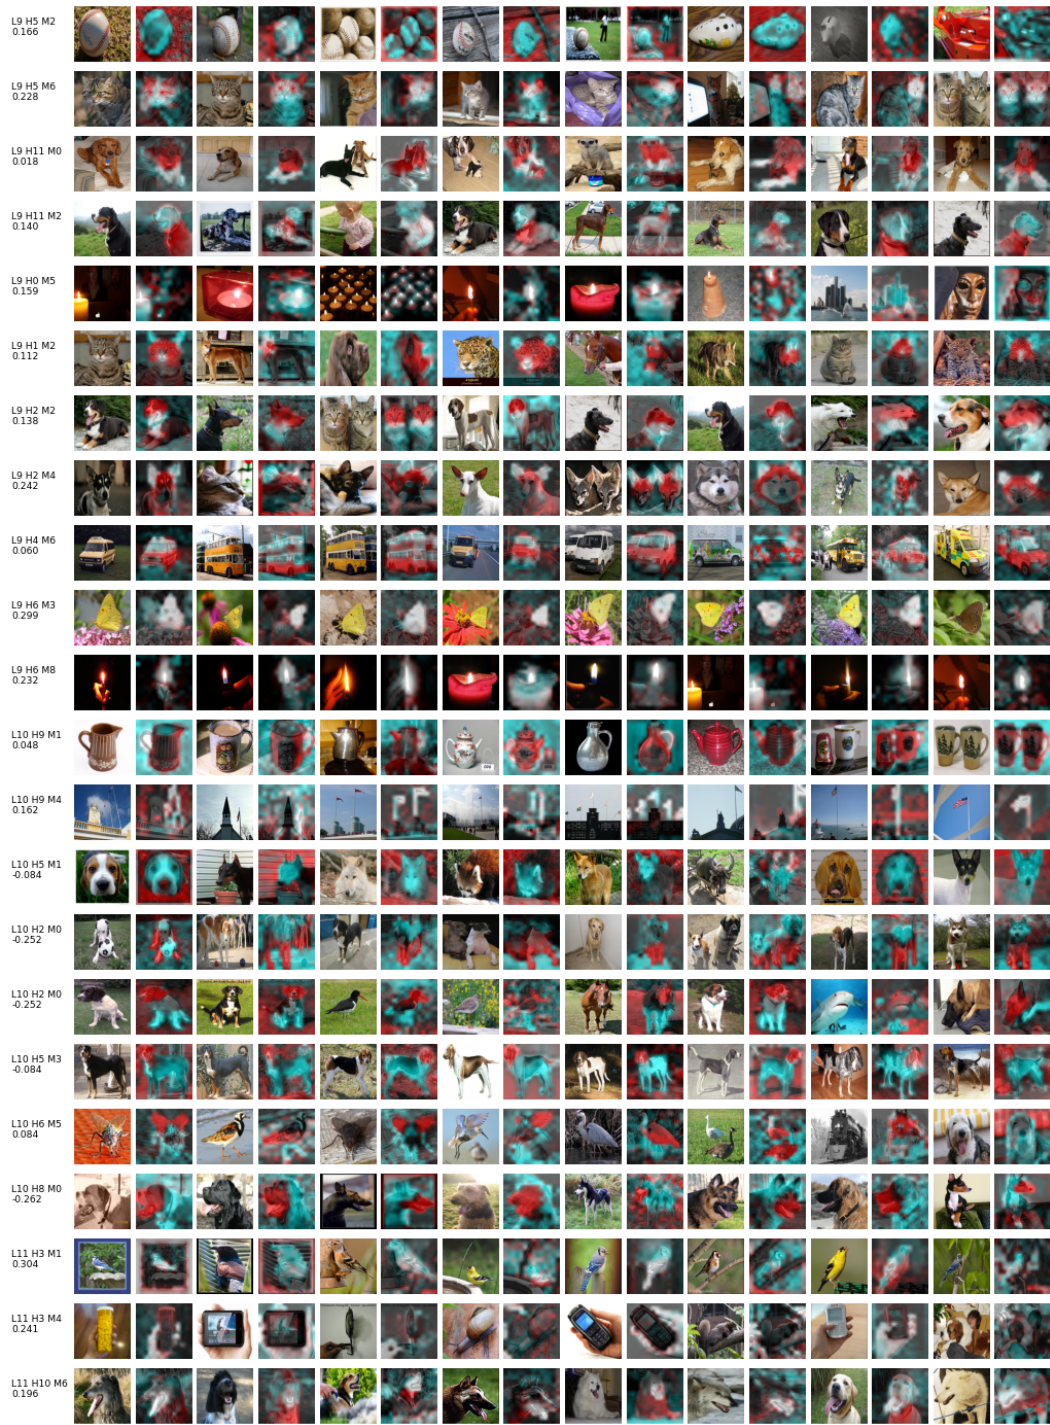 L9 H5 M2
0.166
L9 H5 M6
0.228
L9 H11 M0
0.018
L9 H11 M2
0.140
L9 H0 M5
0.159
L9 H1 M2
0.112
L9 H2 M2
0.138
L9 H2 M4
0.242
L9 H4 M6
0.060
L9 H6 M3
0.299
L9 H6 M8
0.232
L10 H9 M1
0.048
L10 H9 M4
0.162
L10 H5 M1
-0.084
L10 H2 M0
-0.252
L10 H2 M0
-0.252
L10 H5 M3
-0.084
L10 H6 M5
0.084
L10 H8 M0
-0.262
L11 H3 M1
0.304
L11 H3 M4
0.241
L11 H10 M6
0.196